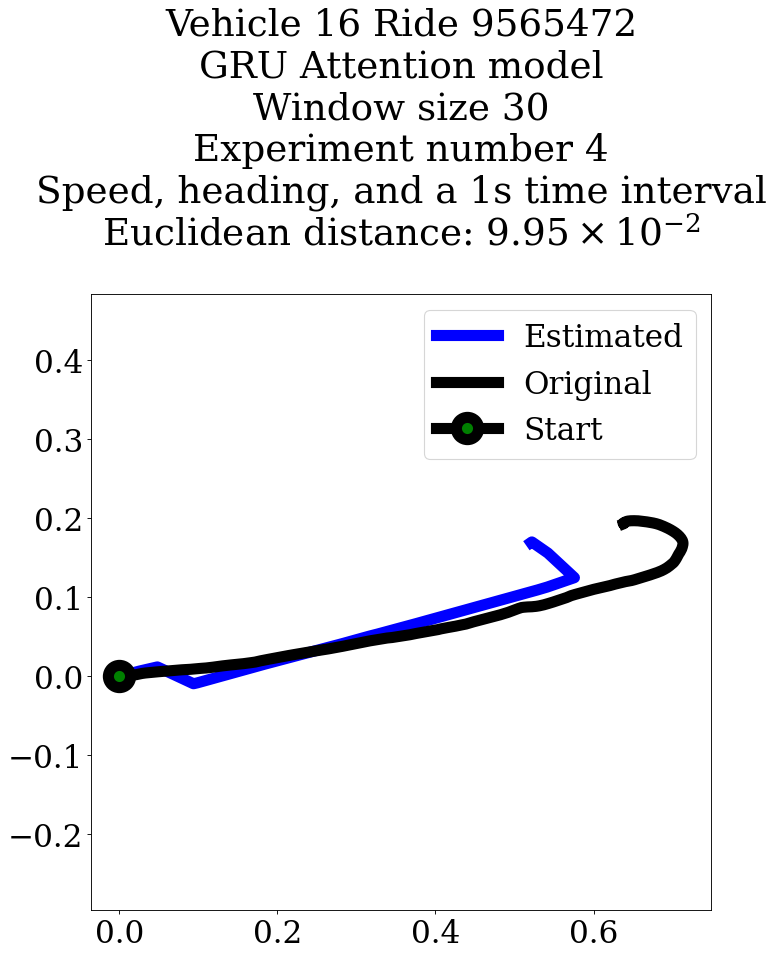 Vehicle 16 Ride 9565472
GRU Attention model
Window size 30
Experiment number 4
Speed, heading, and a 1s time interval
Euclidean distance: 9.95 × 10⁻²
Estimated
Original
Start
0.4
0.3
0.2
0.1
0.0
−0.1
−0.2
0.0 0.2 0.4 0.6